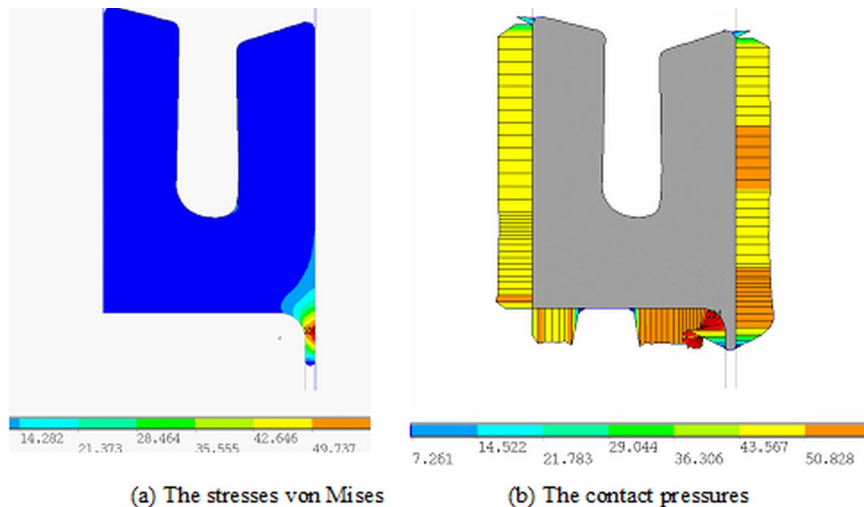 14.282 28.464 42.646
21.373 35.555 49.737
7.261 14.522 21.783 29.044 36.306 43.567 50.828
(a) The stresses von Mises
(b) The contact pressures